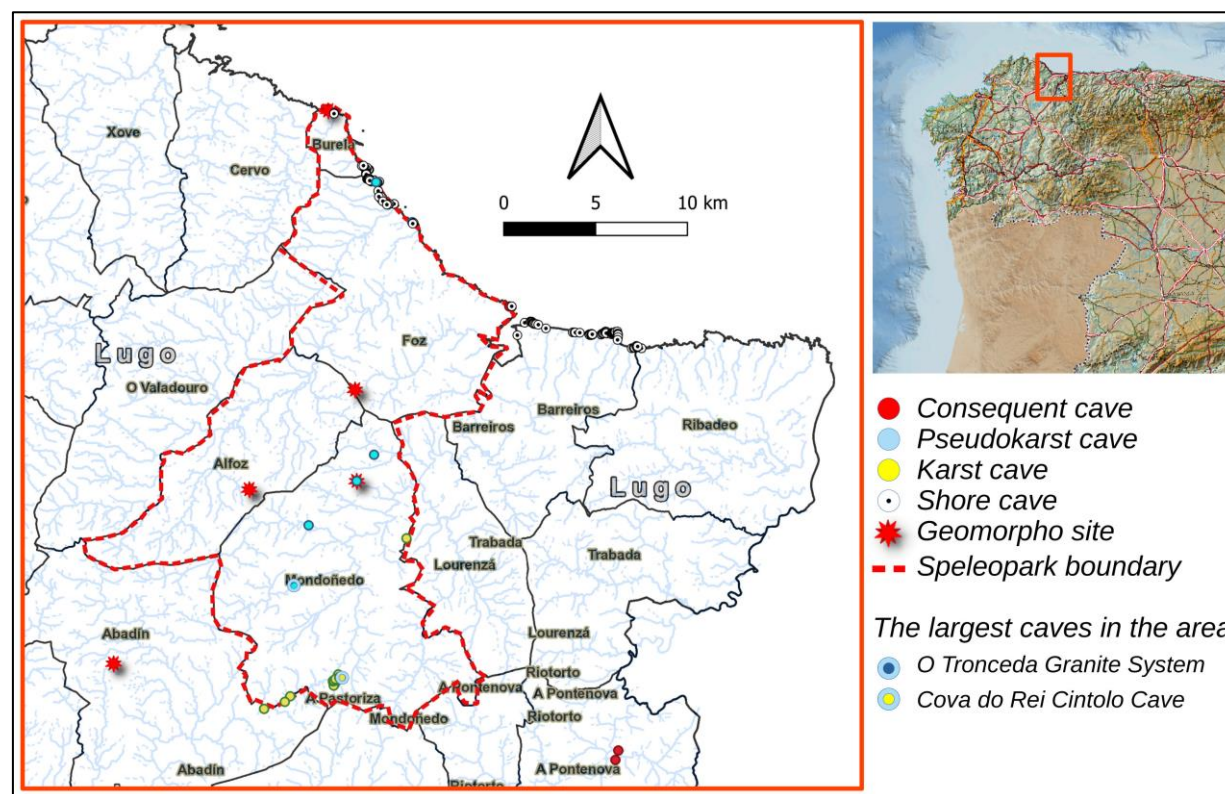 Xove
Burela
Cervo
0 5 10 km
Foz
Lugo
O Valadouro
Barreiros
Barreiros
Ribadeo
Alfoz
Lugo
Trabada
Trabada
Lourenzá
Mondoñedo
Abadín
Lourenzá
Riotorto
A Pontenova
A Pontenova
A Pastoriza
Mondoñedo
Riotorto
Abadín
A Pontenova
Riotorto
Consequent cave
Pseudokarst cave
Karst cave
Shore cave
Geomorpho site
Speleopark boundary
The largest caves in the area
O Tronceda Granite System
Cova do Rei Cintolo Cave